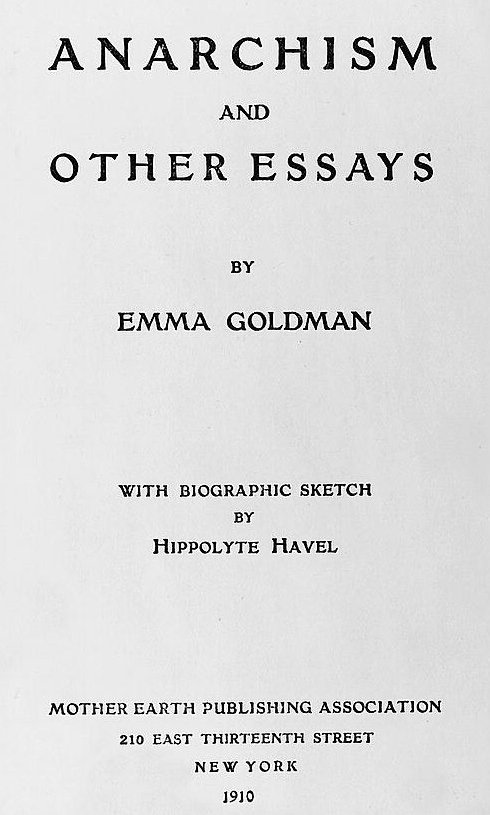 ANARCHISM
AND
OTHER ESSAYS
BY
EMMA GOLDMAN
WITH BIOGRAPHIC SKETCH
BY
HIPPOLYTE HAVEL
MOTHER EARTH PUBLISHING ASSOCIATION
210 EAST THIRTEENTH STREET
NEW YORK
1910